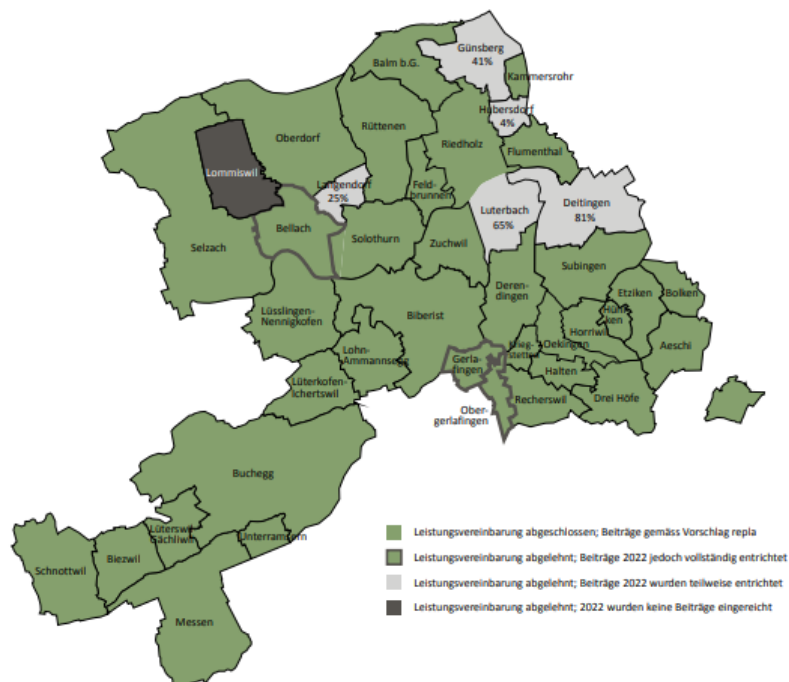 Günsberg
41%
Balm b.G.
Kammersrohr
Hubersdorf
4%
Rüttenen
Oberdorf
Riedholz
Flumenthal
Lommiswil
Langendorf
25%
Feld-
brunnen
Luterbach
65%
Deitingen
81%
Bellach
Solothurn
Zuchwil
Selzach
Subingen
Deren-
dingen
Etziken
Bolken
Lüsslingen-
Nennigkofen
Biberist
Hüni-
ken
Horriwil
Oekingen
Krieg-
stetten
Aeschi
Lohn-
Ammannsegg
Gerla-
fingen
Halten
Lüterkofen-
Ichertswil
Recherswil
Drei Höfe
Ober-
gerlafingen
Buchegg
Lüterswil
Gächliwil
Unterramsern
Biezwil
Schnottwil
Messen
Leistungsvereinbarung abgeschlossen; Beiträge gemäss Vorschlag repla
Leistungsvereinbarung abgelehnt; Beiträge 2022 jedoch vollständig entrichtet
Leistungsvereinbarung abgelehnt; Beiträge 2022 wurden teilweise entrichtet
Leistungsvereinbarung abgelehnt; 2022 wurden keine Beiträge eingereicht